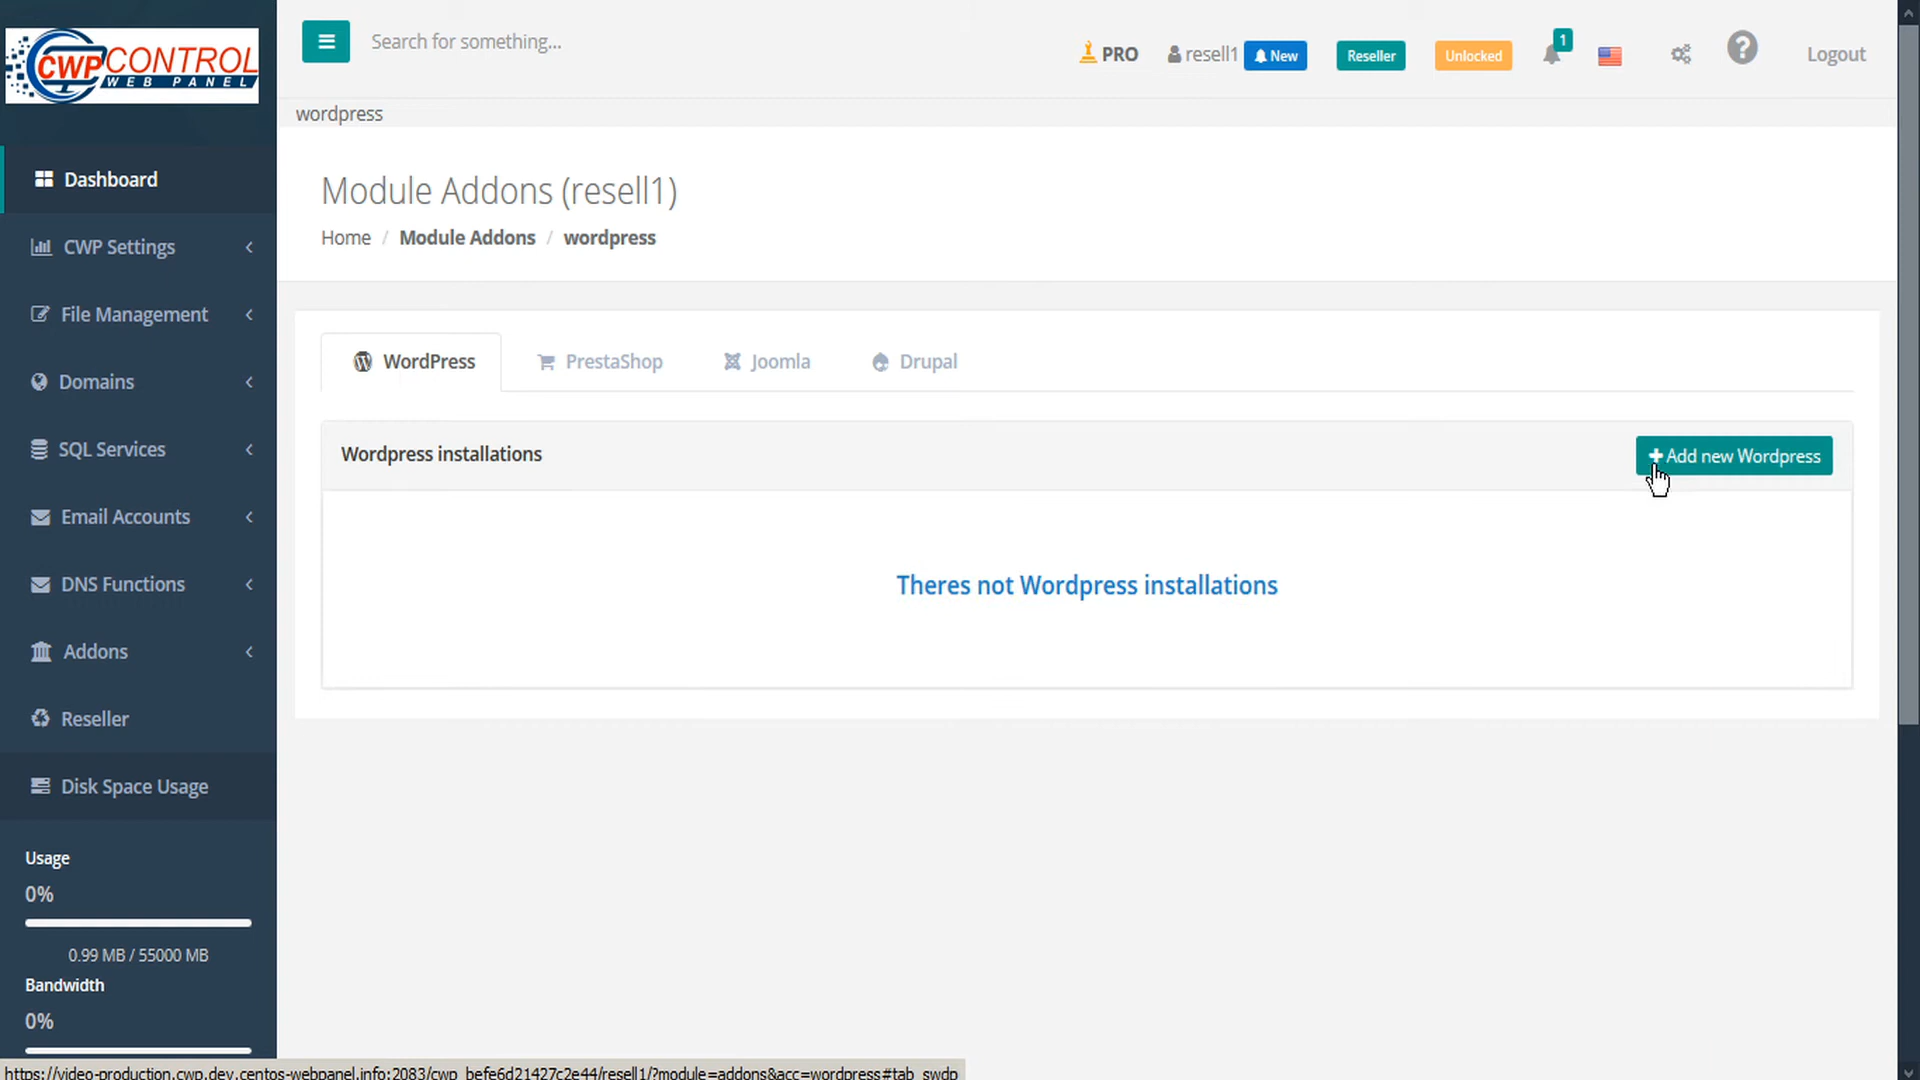 CWP CONTROL
WEB PANEL
Search for something...
PRO
resell1
New
Reseller
Unlocked
1
?
Logout
wordpress
Dashboard
CWP Settings
File Management
Domains
SQL Services
Email Accounts
DNS Functions
Addons
Reseller
Disk Space Usage
Usage
0%
0.99 MB / 55000 MB
Bandwidth
0%
Module Addons (resell1)
Home / Module Addons / wordpress
WordPress
PrestaShop
Joomla
Drupal
Wordpress installations
+ Add new Wordpress
Theres not Wordpress installations
https://video-production.cwp.dev.centos-webpanel.info:2083/cwp_befe6d21427c2e44/resell1/?module=addons&acc=wordpress#tab_swdp